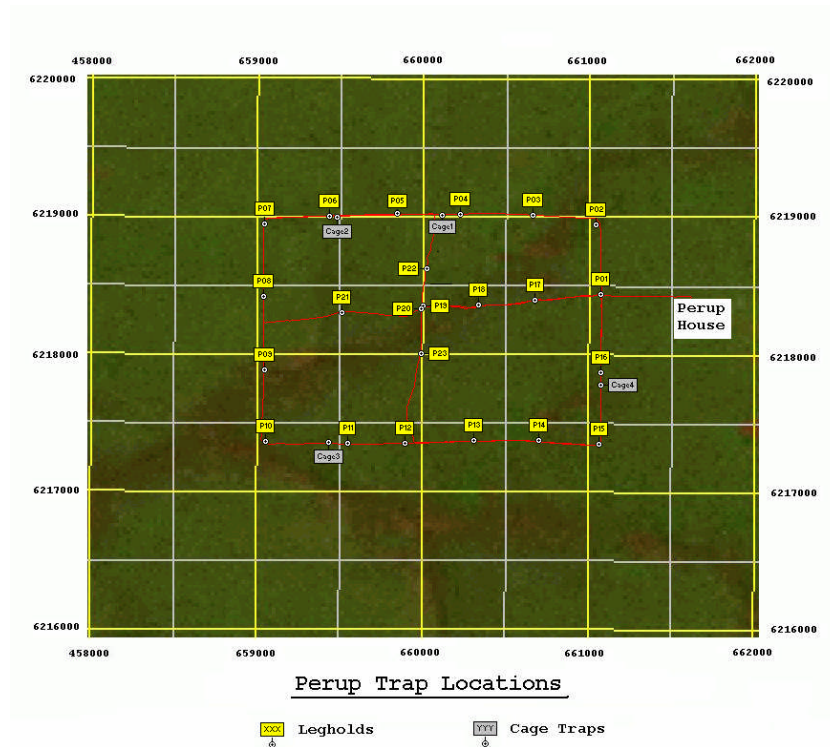 458000 659000 660000 661000 662000
6220000 6220000
P07 P06 P05 P04 P03 P02
6219000 6219000
Cage2 Cage1
P22
P08 P21 P20 P19 P18 P17 P01
Perup
House
6218000 6218000
P09 P23 P16
Cage4
P10 P11 P12 P13 P14 P15
Cage3
6217000 6217000
6216000 6216000
458000 659000 660000 661000 662000
Perup Trap Locations
XXX Legholds YYY Cage Traps